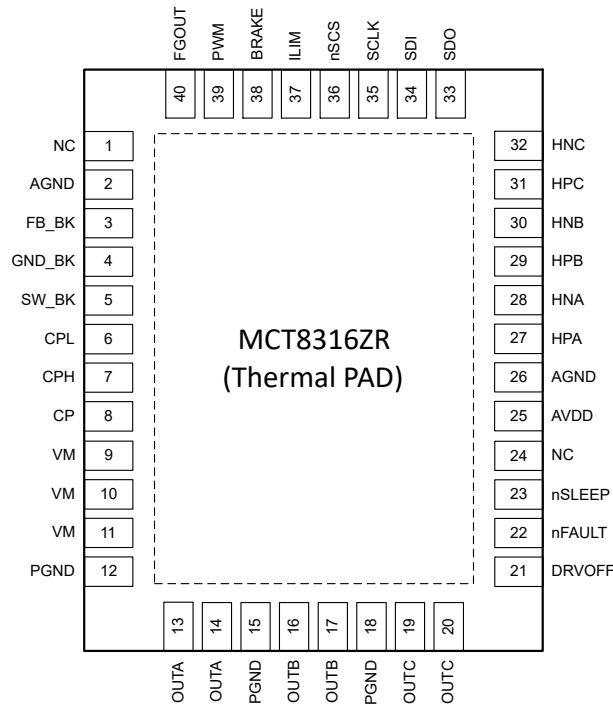 FGOUT PWM BRAKE ILIM nSCS SCLK SDI SDO
40 39 38 37 36 35 34 33
NC 1
AGND 2
FB_BK 3
GND_BK 4
SW_BK 5
CPL 6
CPH 7
CP 8
VM 9
VM 10
VM 11
PGND 12
MCT8316ZR
(Thermal PAD)
32 HNC
31 HPC
30 HNB
29 HPB
28 HNA
27 HPA
26 AGND
25 AVDD
24 NC
23 nSLEEP
22 nFAULT
21 DRVOFF
13 14 15 16 17 18 19 20
OUTA OUTA PGND OUTB OUTB PGND OUTC OUTC